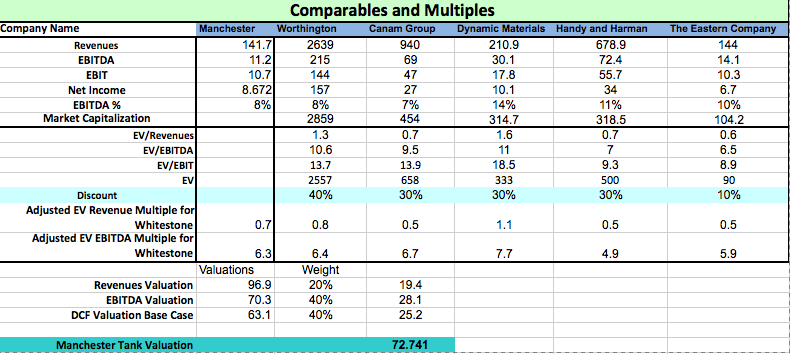 Comparables and Multiples
Company Name Manchester Worthington Canam Group Dynamic Materials Handy and Harman The Eastern Company
Revenues 141.7 2639 940 210.9 678.9 144
EBITDA 11.2 215 69 30.1 72.4 14.1
EBIT 10.7 144 47 17.8 55.7 10.3
Net Income 8.672 157 27 10.1 34 6.7
EBITDA % 8% 8% 7% 14% 11% 10%
Market Capitalization 2859 454 314.7 318.5 104.2
EV/Revenues 1.3 0.7 1.6 0.7 0.6
EV/EBITDA 10.6 9.5 11 7 6.5
EV/EBIT 13.7 13.9 18.5 9.3 8.9
EV 2557 658 333 500 90
Discount 40% 30% 30% 30% 10%
Adjusted EV Revenue Multiple for
Whitestone 0.7 0.8 0.5 1.1 0.5 0.5
Adjusted EV EBITDA Multiple for
Whitestone 6.3 6.4 6.7 7.7 4.9 5.9
Valuations Weight
Revenues Valuation 96.9 20% 19.4
EBITDA Valuation 70.3 40% 28.1
DCF Valuation Base Case 63.1 40% 25.2
Manchester Tank Valuation 72.741